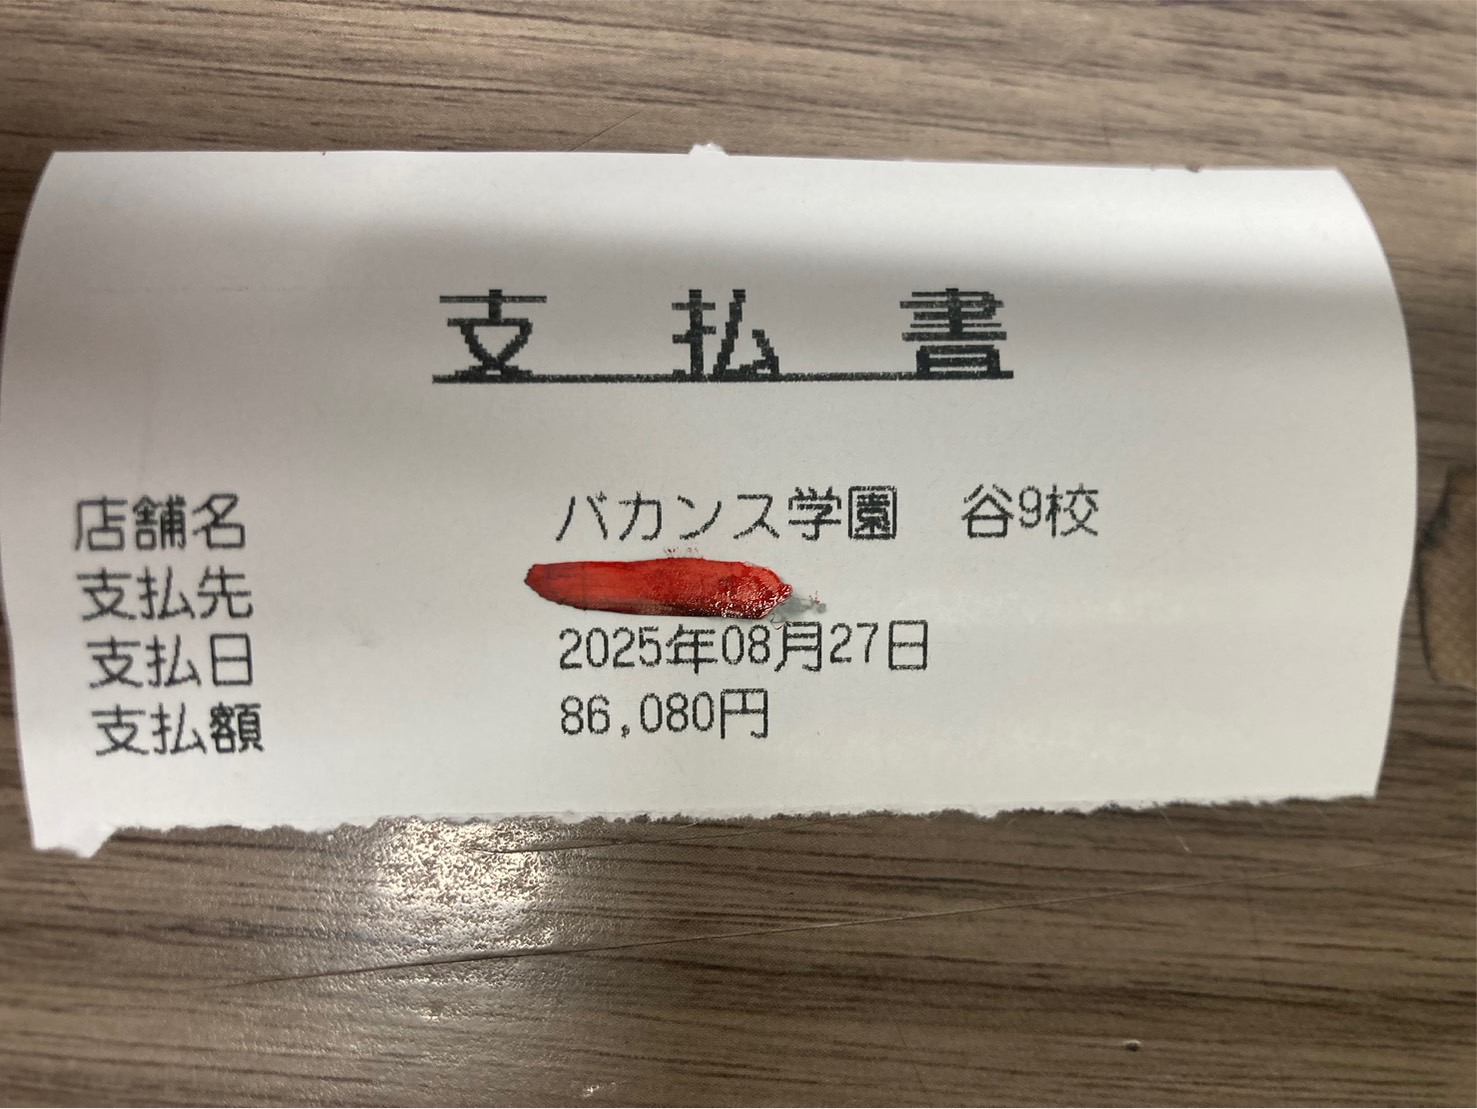 支払書
店舗名 バカンス学園 谷9校
支払先
支払日 2025年08月27日
支払額 86,080円